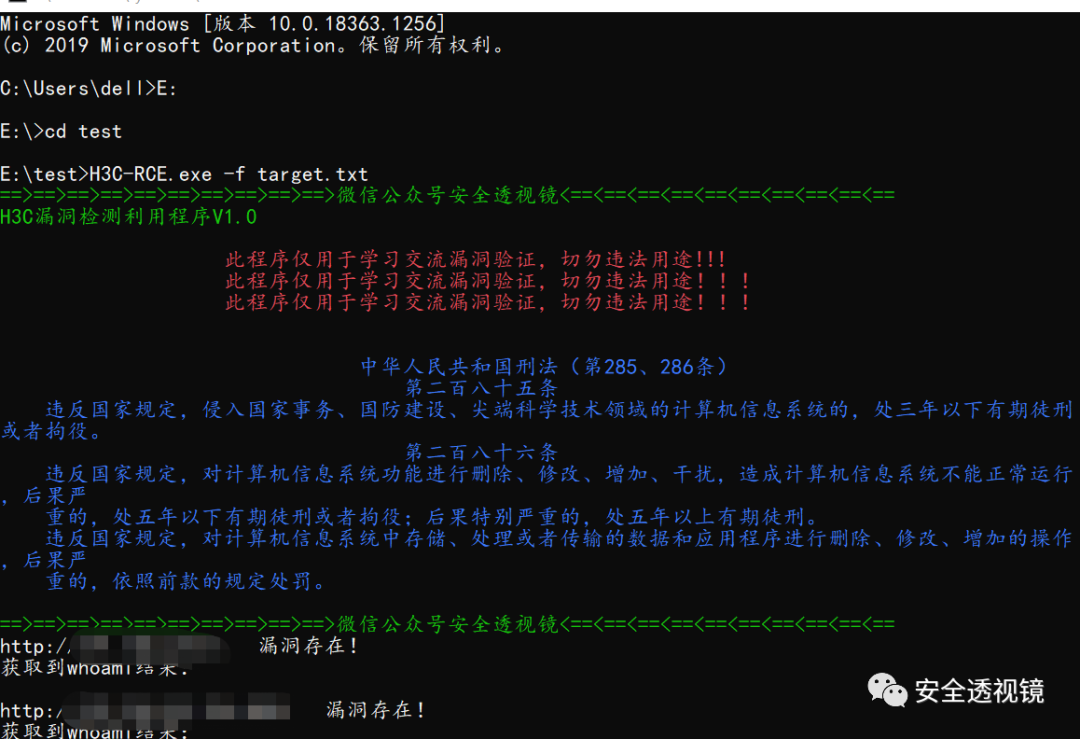 Microsoft Windows [版本 10.0.18363.1256]
(c) 2019 Microsoft Corporation。保留所有权利。
C:\Users\dell>E:
E:\>cd test
E:\test>H3C-RCE.exe -f target.txt
==>==>==>==>==>==>==>==>==>==>微信公众号安全透视镜<==<==<==<==<==<==<==<==<==<==
H3C漏洞检测利用程序V1.0
此程序仅用于学习交流漏洞验证，切勿违法用途!!!
此程序仅用于学习交流漏洞验证，切勿违法用途！！！
此程序仅用于学习交流漏洞验证，切勿违法用途！！！
中华人民共和国刑法（第285、286条）
第二百八十五条
违反国家规定，侵入国家事务、国防建设、尖端科学技术领域的计算机信息系统的，处三年以下有期徒刑
或者拘役。
第二百八十六条
违反国家规定，对计算机信息系统功能进行删除、修改、增加、干扰，造成计算机信息系统不能正常运行
，后果严
重的，处五年以下有期徒刑或者拘役；后果特别严重的，处五年以上有期徒刑。
违反国家规定，对计算机信息系统中存储、处理或者传输的数据和应用程序进行删除、修改、增加的操作
，后果严
重的，依照前款的规定处罚。
==>==>==>==>==>==>==>==>==>==>微信公众号安全透视镜<==<==<==<==<==<==<==<==<==<==
http:// 漏洞存在！
获取到whoami结果：
http:/ 漏洞存在！
获取到whoami结果：
安全透视镜